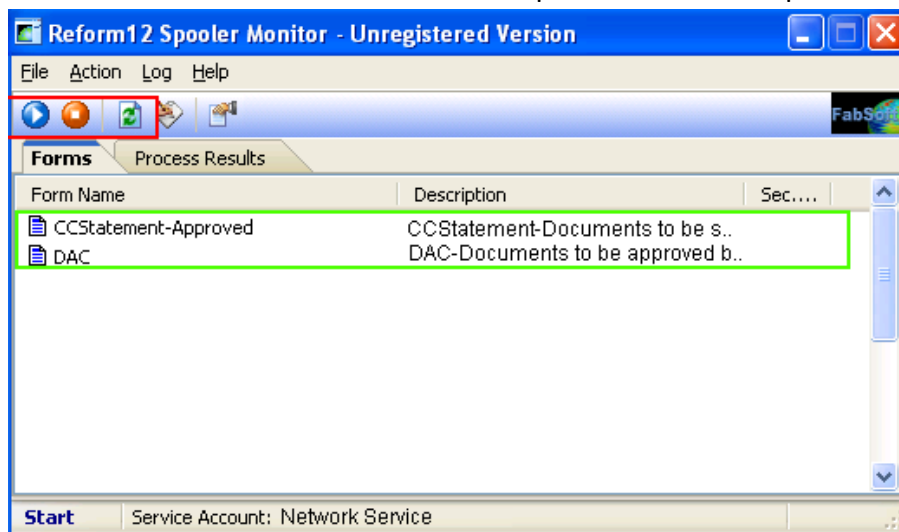 Reform12 Spooler Monitor - Unregistered Version
File Action Log Help
FabSoft
Forms Process Results
Form Name Description Sec....
CCStatement-Approved CCStatement-Documents to be s..
DAC DAC-Documents to be approved b..
Start Service Account: Network Service